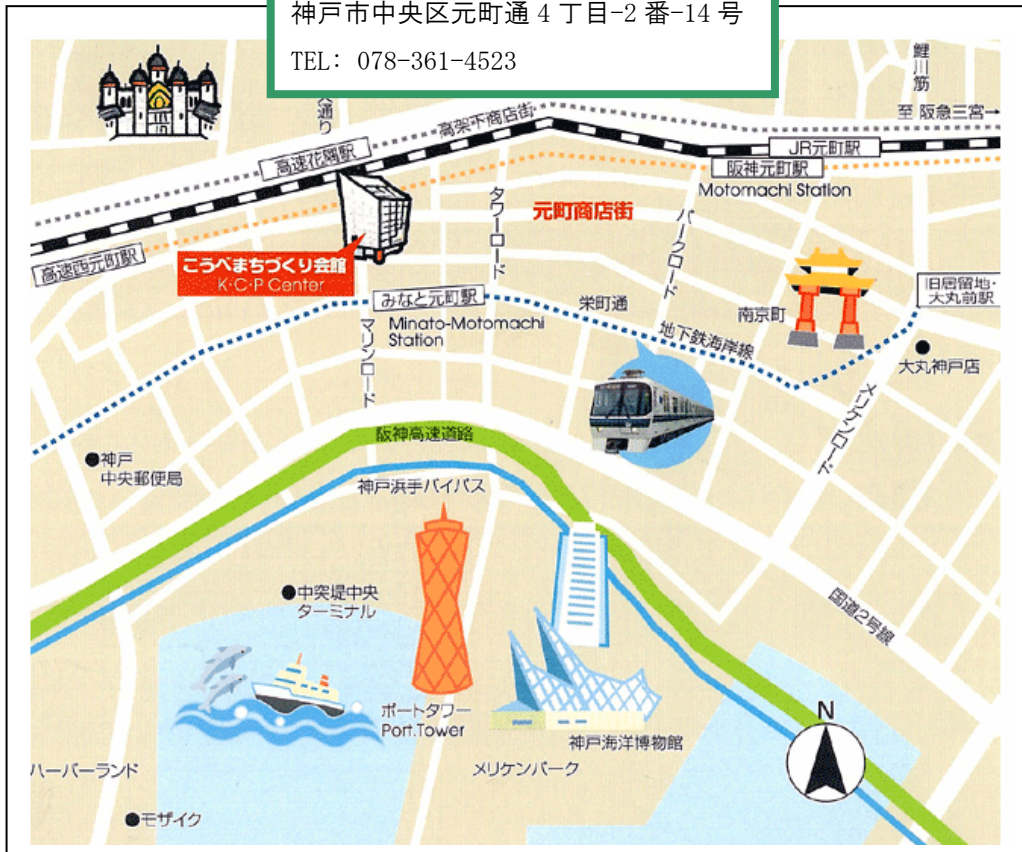 神戸市中央区元町通4丁目-2番-14号
TEL: 078-361-4523
鯉川筋
通り
高架下商店街
至 阪急三宮→
JR元町駅
高速花隈駅
阪神元町駅
Motomachi Station
タワーロード
元町商店街
パークロード
高速西元町駅
こうべまちづくり会館
K・C・P Center
旧居留地・
大丸前駅
みなと元町駅
Minato-Motomachi
Station
栄町通
南京町
地下鉄海岸線
マリンロード
大丸神戸店
メリケンロード
阪神高速道路
神戸
中央郵便局
神戸浜手バイパス
中突堤中央
ターミナル
国道2号線
ポートタワー
Port.Tower
N
神戸海洋博物館
ハーバーランド
メリケンパーク
モザイク